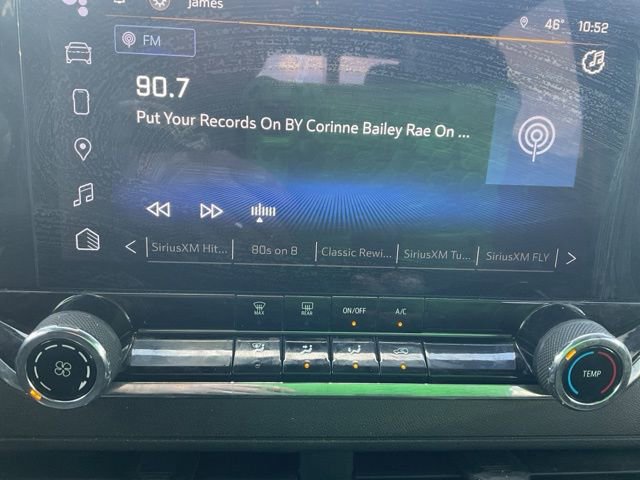 James
46° 10:52
FM
90.7
Put Your Records On BY Corinne Bailey Rae On ...
SiriusXM Hit... 80s on 8 Classic Rewi... SiriusXM Tu... SiriusXM FLY
MAX REAR ON/OFF A/C
TEMP